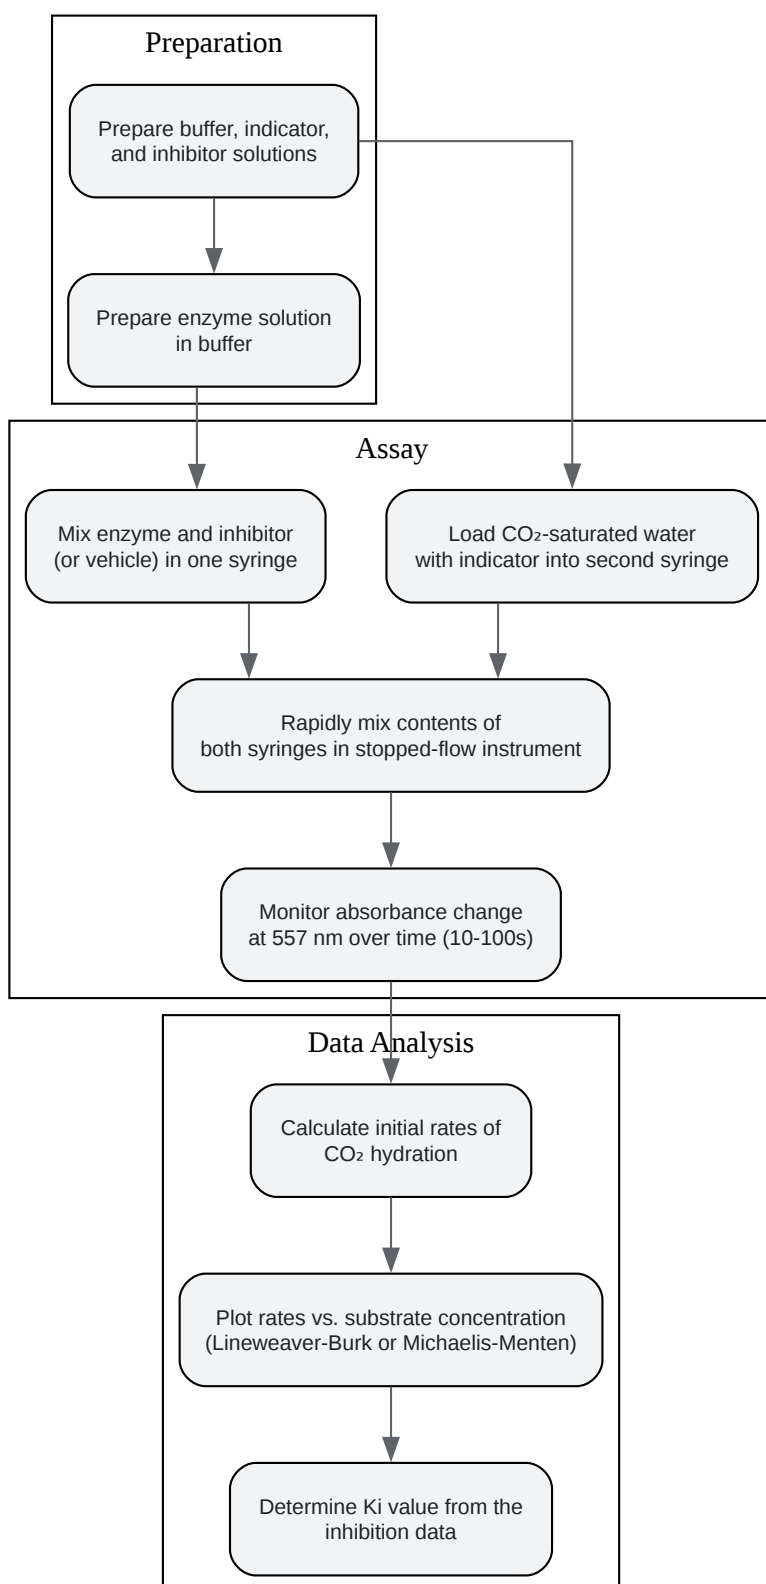 Preparation
Prepare buffer, indicator,
and inhibitor solutions
Prepare enzyme solution
in buffer
Assay
Mix enzyme and inhibitor
(or vehicle) in one syringe
Load CO₂-saturated water
with indicator into second syringe
Rapidly mix contents of
both syringes in stopped-flow instrument
Monitor absorbance change
at 557 nm over time (10-100s)
Data Analysis
Calculate initial rates of
CO₂ hydration
Plot rates vs. substrate concentration
(Lineweaver-Burk or Michaelis-Menten)
Determine Ki value from the
inhibition data